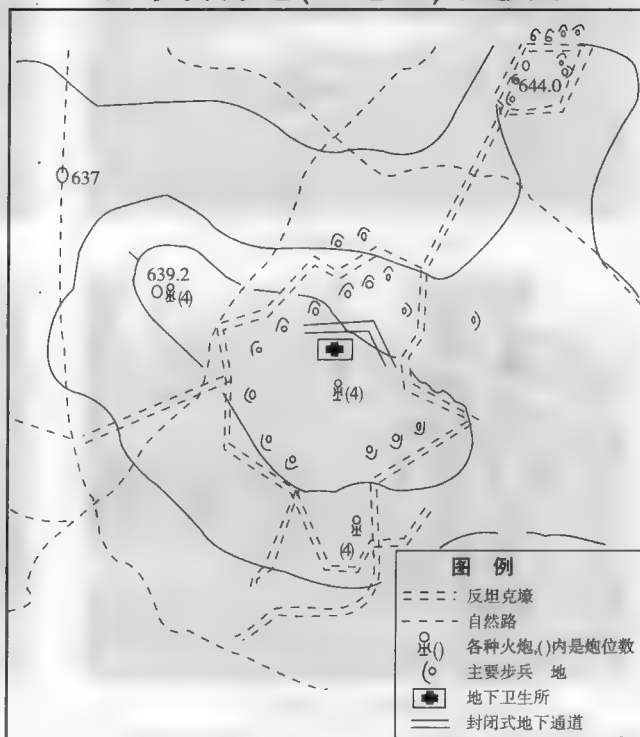 644.0
637
639.2
(4)
(4)
(4)
图 例
反坦克壕
自然路
() 各种火炮,()内是炮位数
主要步兵 地
地下卫生所
封闭式地下通道